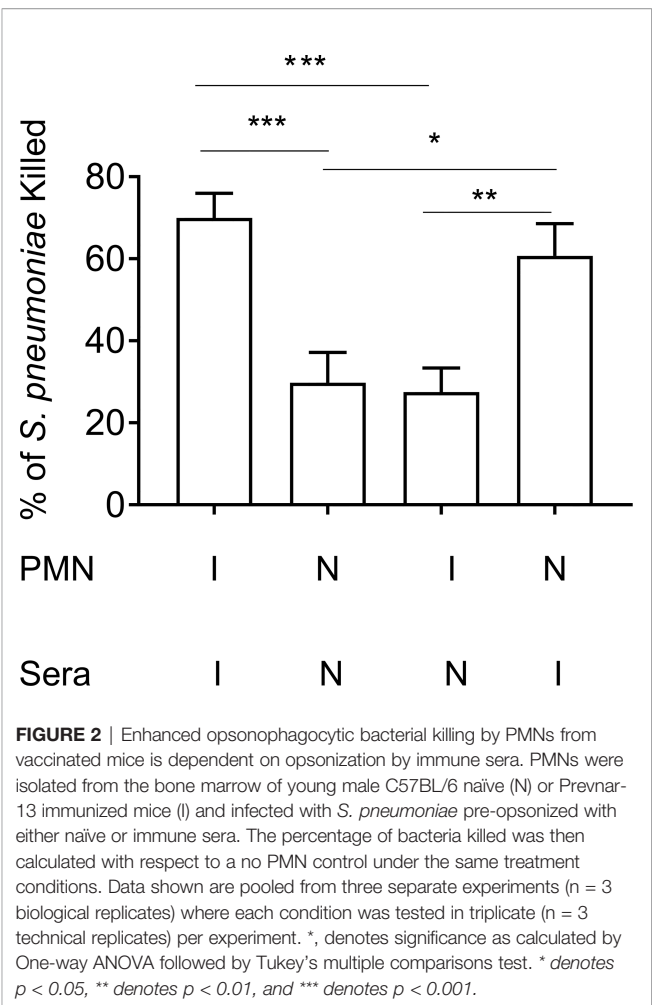 ***
***
*
**
% of S. pneumoniae Killed
80
60
40
20
0
PMN I N I N
Sera I N N I
FIGURE 2 | Enhanced opsonophagocytic bacterial killing by PMNs from
vaccinated mice is dependent on opsonization by immune sera. PMNs were
isolated from the bone marrow of young male C57BL/6 naïve (N) or Prevnar-
13 immunized mice (I) and infected with S. pneumoniae pre-opsonized with
either naïve or immune sera. The percentage of bacteria killed was then
calculated with respect to a no PMN control under the same treatment
conditions. Data shown are pooled from three separate experiments (n = 3
biological replicates) where each condition was tested in triplicate (n = 3
technical replicates) per experiment. *, denotes significance as calculated by
One-way ANOVA followed by Tukey's multiple comparisons test. * denotes
p < 0.05, ** denotes p < 0.01, and *** denotes p < 0.001.